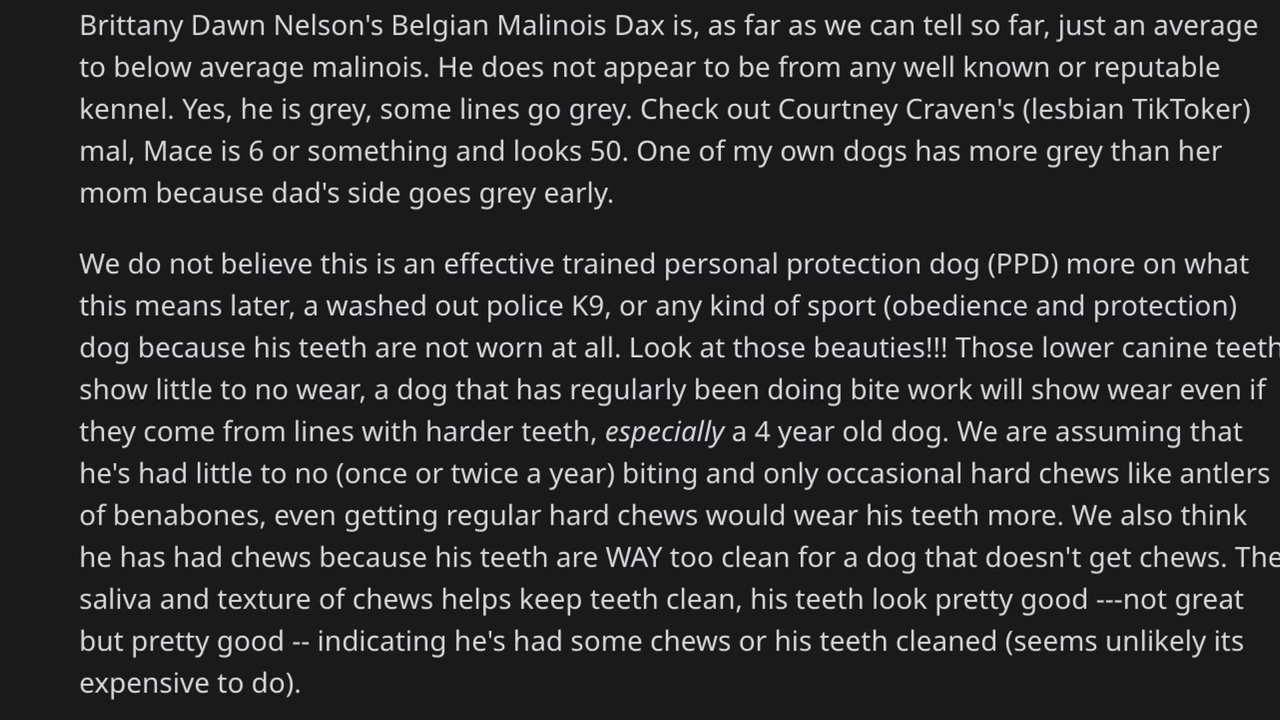 Brittany Dawn Nelson's Belgian Malinois Dax is, as far as we can tell so far, just an average
to below average malinois. He does not appear to be from any well known or reputable
kennel. Yes, he is grey, some lines go grey. Check out Courtney Craven's (lesbian TikToker)
mal, Mace is 6 or something and looks 50. One of my own dogs has more grey than her
mom because dad's side goes grey early.
We do not believe this is an effective trained personal protection dog (PPD) more on what
this means later, a washed out police K9, or any kind of sport (obedience and protection)
dog because his teeth are not worn at all. Look at those beauties!!! Those lower canine teeth
show little to no wear, a dog that has regularly been doing bite work will show wear even if
they come from lines with harder teeth, especially a 4 year old dog. We are assuming that
he's had little to no (once or twice a year) biting and only occasional hard chews like antlers
of benabones, even getting regular hard chews would wear his teeth more. We also think
he has had chews because his teeth are WAY too clean for a dog that doesn't get chews. The
saliva and texture of chews helps keep teeth clean, his teeth look pretty good ---not great
but pretty good -- indicating he's had some chews or his teeth cleaned (seems unlikely its
expensive to do).